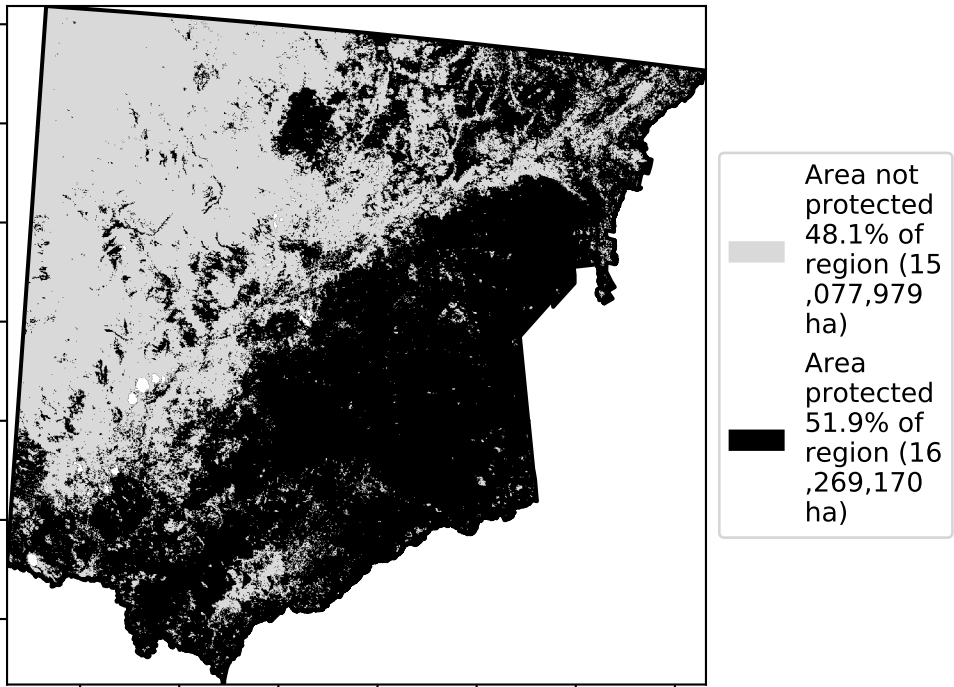 Area not
protected
48.1% of
region (15
,077,979
ha)
Area
protected
51.9% of
region (16
,269,170
ha)